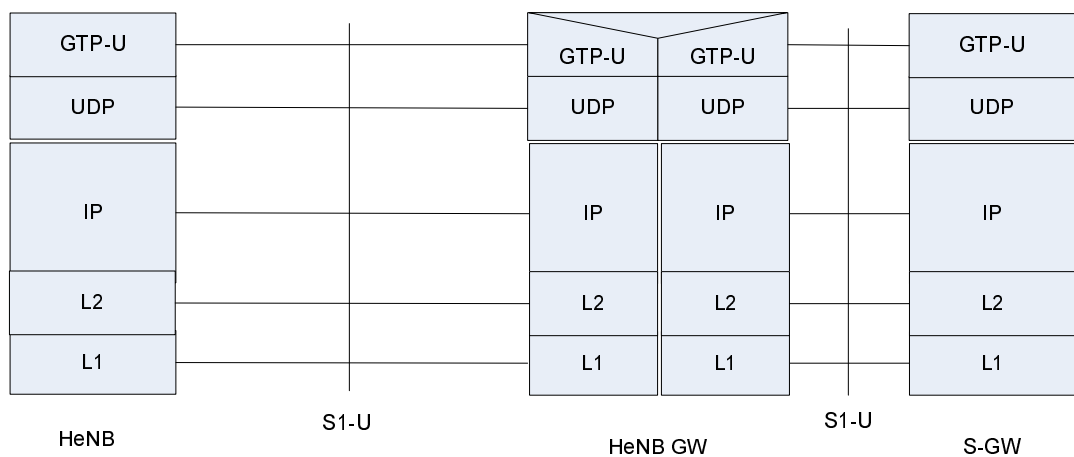 GTP-U GTP-U GTP-U GTP-U
UDP UDP UDP UDP
IP IP IP IP
L2 L2 L2 L2
L1 L1 L1 L1
S1-U S1-U
HeNB HeNB GW S-GW